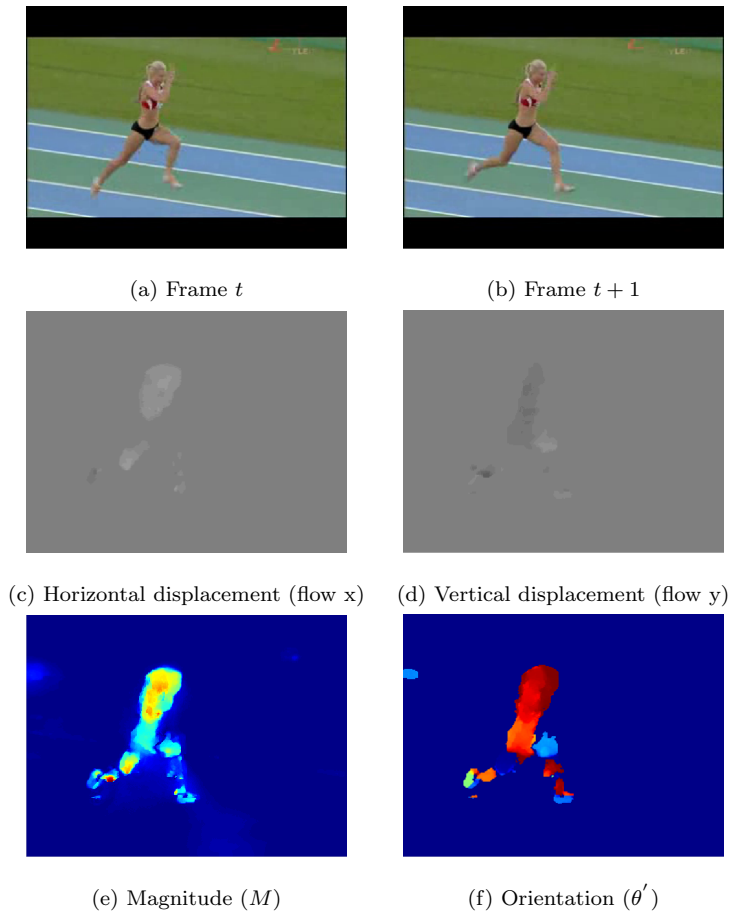 (a) Frame t
(b) Frame t + 1
(c) Horizontal displacement (flow x)
(d) Vertical displacement (flow y)
(e) Magnitude (M)
(f) Orientation (θ′)